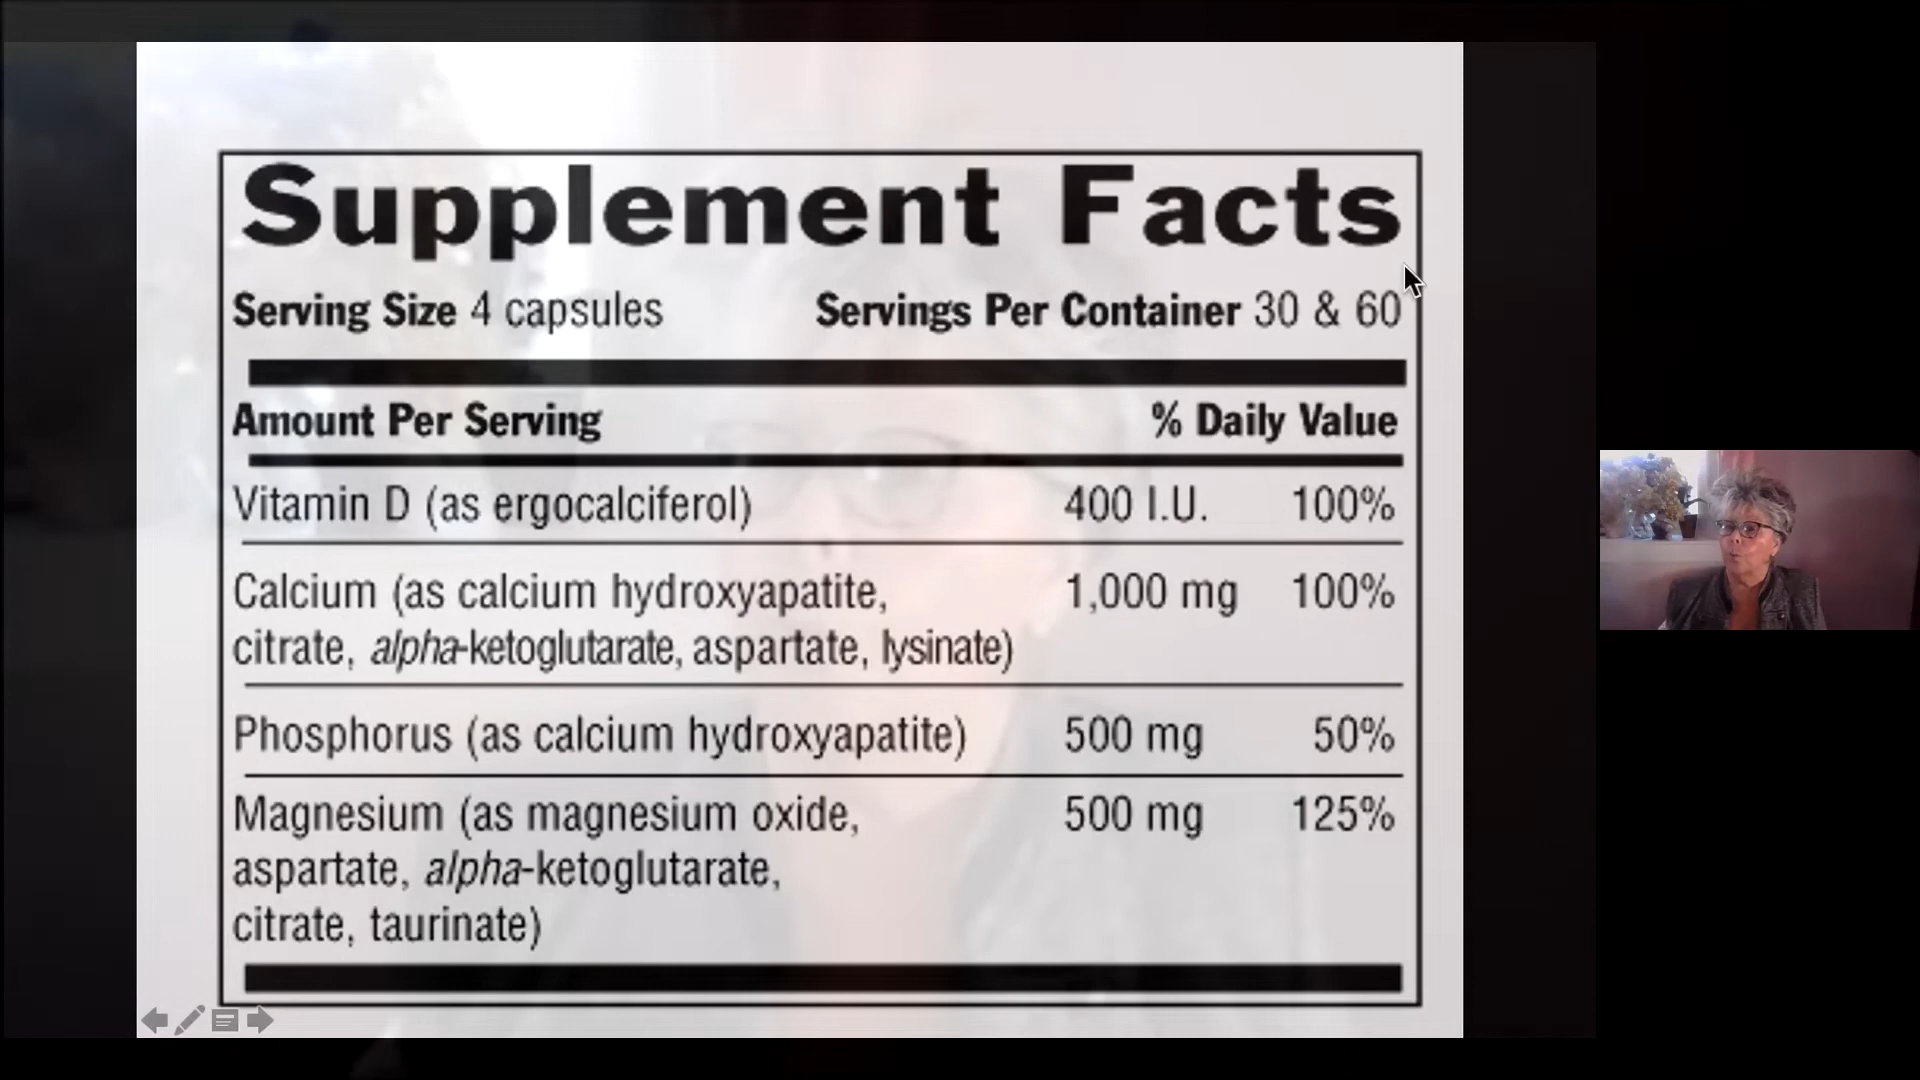 Supplement Facts
Serving Size 4 capsules Servings Per Container 30 & 60
Amount Per Serving % Daily Value
Vitamin D (as ergocalciferol) 400 I.U. 100%
Calcium (as calcium hydroxyapatite, 1,000 mg 100%
citrate, alpha-ketoglutarate, aspartate, lysinate)
Phosphorus (as calcium hydroxyapatite) 500 mg 50%
Magnesium (as magnesium oxide, 500 mg 125%
aspartate, alpha-ketoglutarate,
citrate, taurinate)